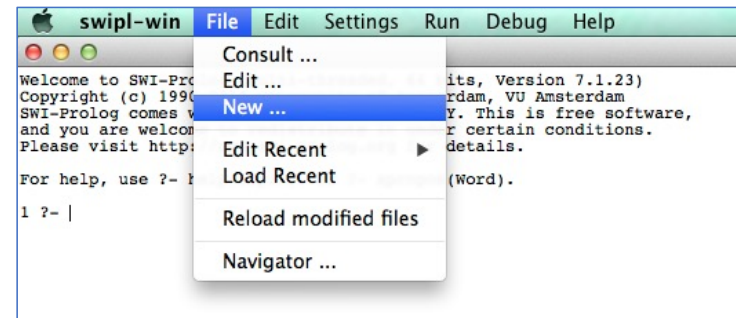 swipl-win File Edit Settings Run Debug Help
Consult ...
Edit ...
New ...
Edit Recent
Load Recent
Reload modified files
Navigator ...
Welcome to SWI-Pro its, Version 7.1.23)
Copyright (c) 1990 rdam, VU Amsterdam
SWI-Prolog comes w Y. This is free software,
and you are welcom r certain conditions.
Please visit http: details.
For help, use ?- h (Word).
1 ?-